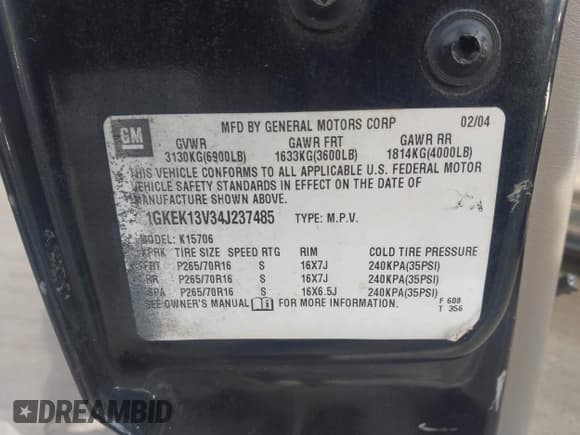 GM MFD BY GENERAL MOTORS CORP 02/04
GVWR GAWR FRT GAWR RR
3130KG(6900LB) 1633KG(3600LB) 1814KG(4000LB)
THIS VEHICLE CONFORMS TO ALL APPLICABLE U.S. FEDERAL MOTOR
VEHICLE SAFETY STANDARDS IN EFFECT ON THE DATE OF
MANUFACTURE SHOWN ABOVE.
1GKEK13V34J237485 TYPE: M.P.V.
MODEL: K15706
PRK TIRE SIZE SPEED RTG RIM COLD TIRE PRESSURE
FRT P265/70R16 S 16X7J 240KPA(35PSI)
RR P265/70R16 S 16X7J 240KPA(35PSI)
SPA P265/70R16 S 16X6.5J 240KPA(35PSI)
SEE OWNER'S MANUAL FOR MORE INFORMATION.
F 608
T 356
DREAMBID